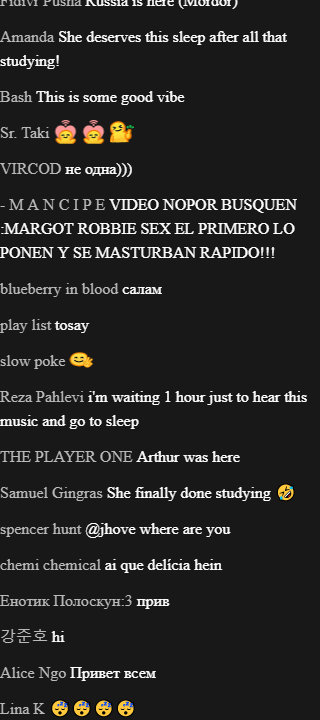 Fidivi Pusha Russia is here (Mordor)
Amanda She deserves this sleep after all that
studying!
Bash This is some good vibe
Sr. Taki
VIRCOD не одна)))
- M A N C I P E VIDEO NOPOR BUSQUEN
:MARGOT ROBBIE SEX EL PRIMERO LO
PONEN Y SE MASTURBAN RAPIDO!!!
blueberry in blood салам
play list tosay
slow poke
Reza Pahlevi i'm waiting 1 hour just to hear this
music and go to sleep
THE PLAYER ONE Arthur was here
Samuel Gingras She finally done studying 🤣
spencer hunt @jhove where are you
chemi chemical ai que delícia hein
Енотик Полоскун:3 прив
강준호 hi
Alice Ngo Привет всем
Lina K 😴😴😴😴